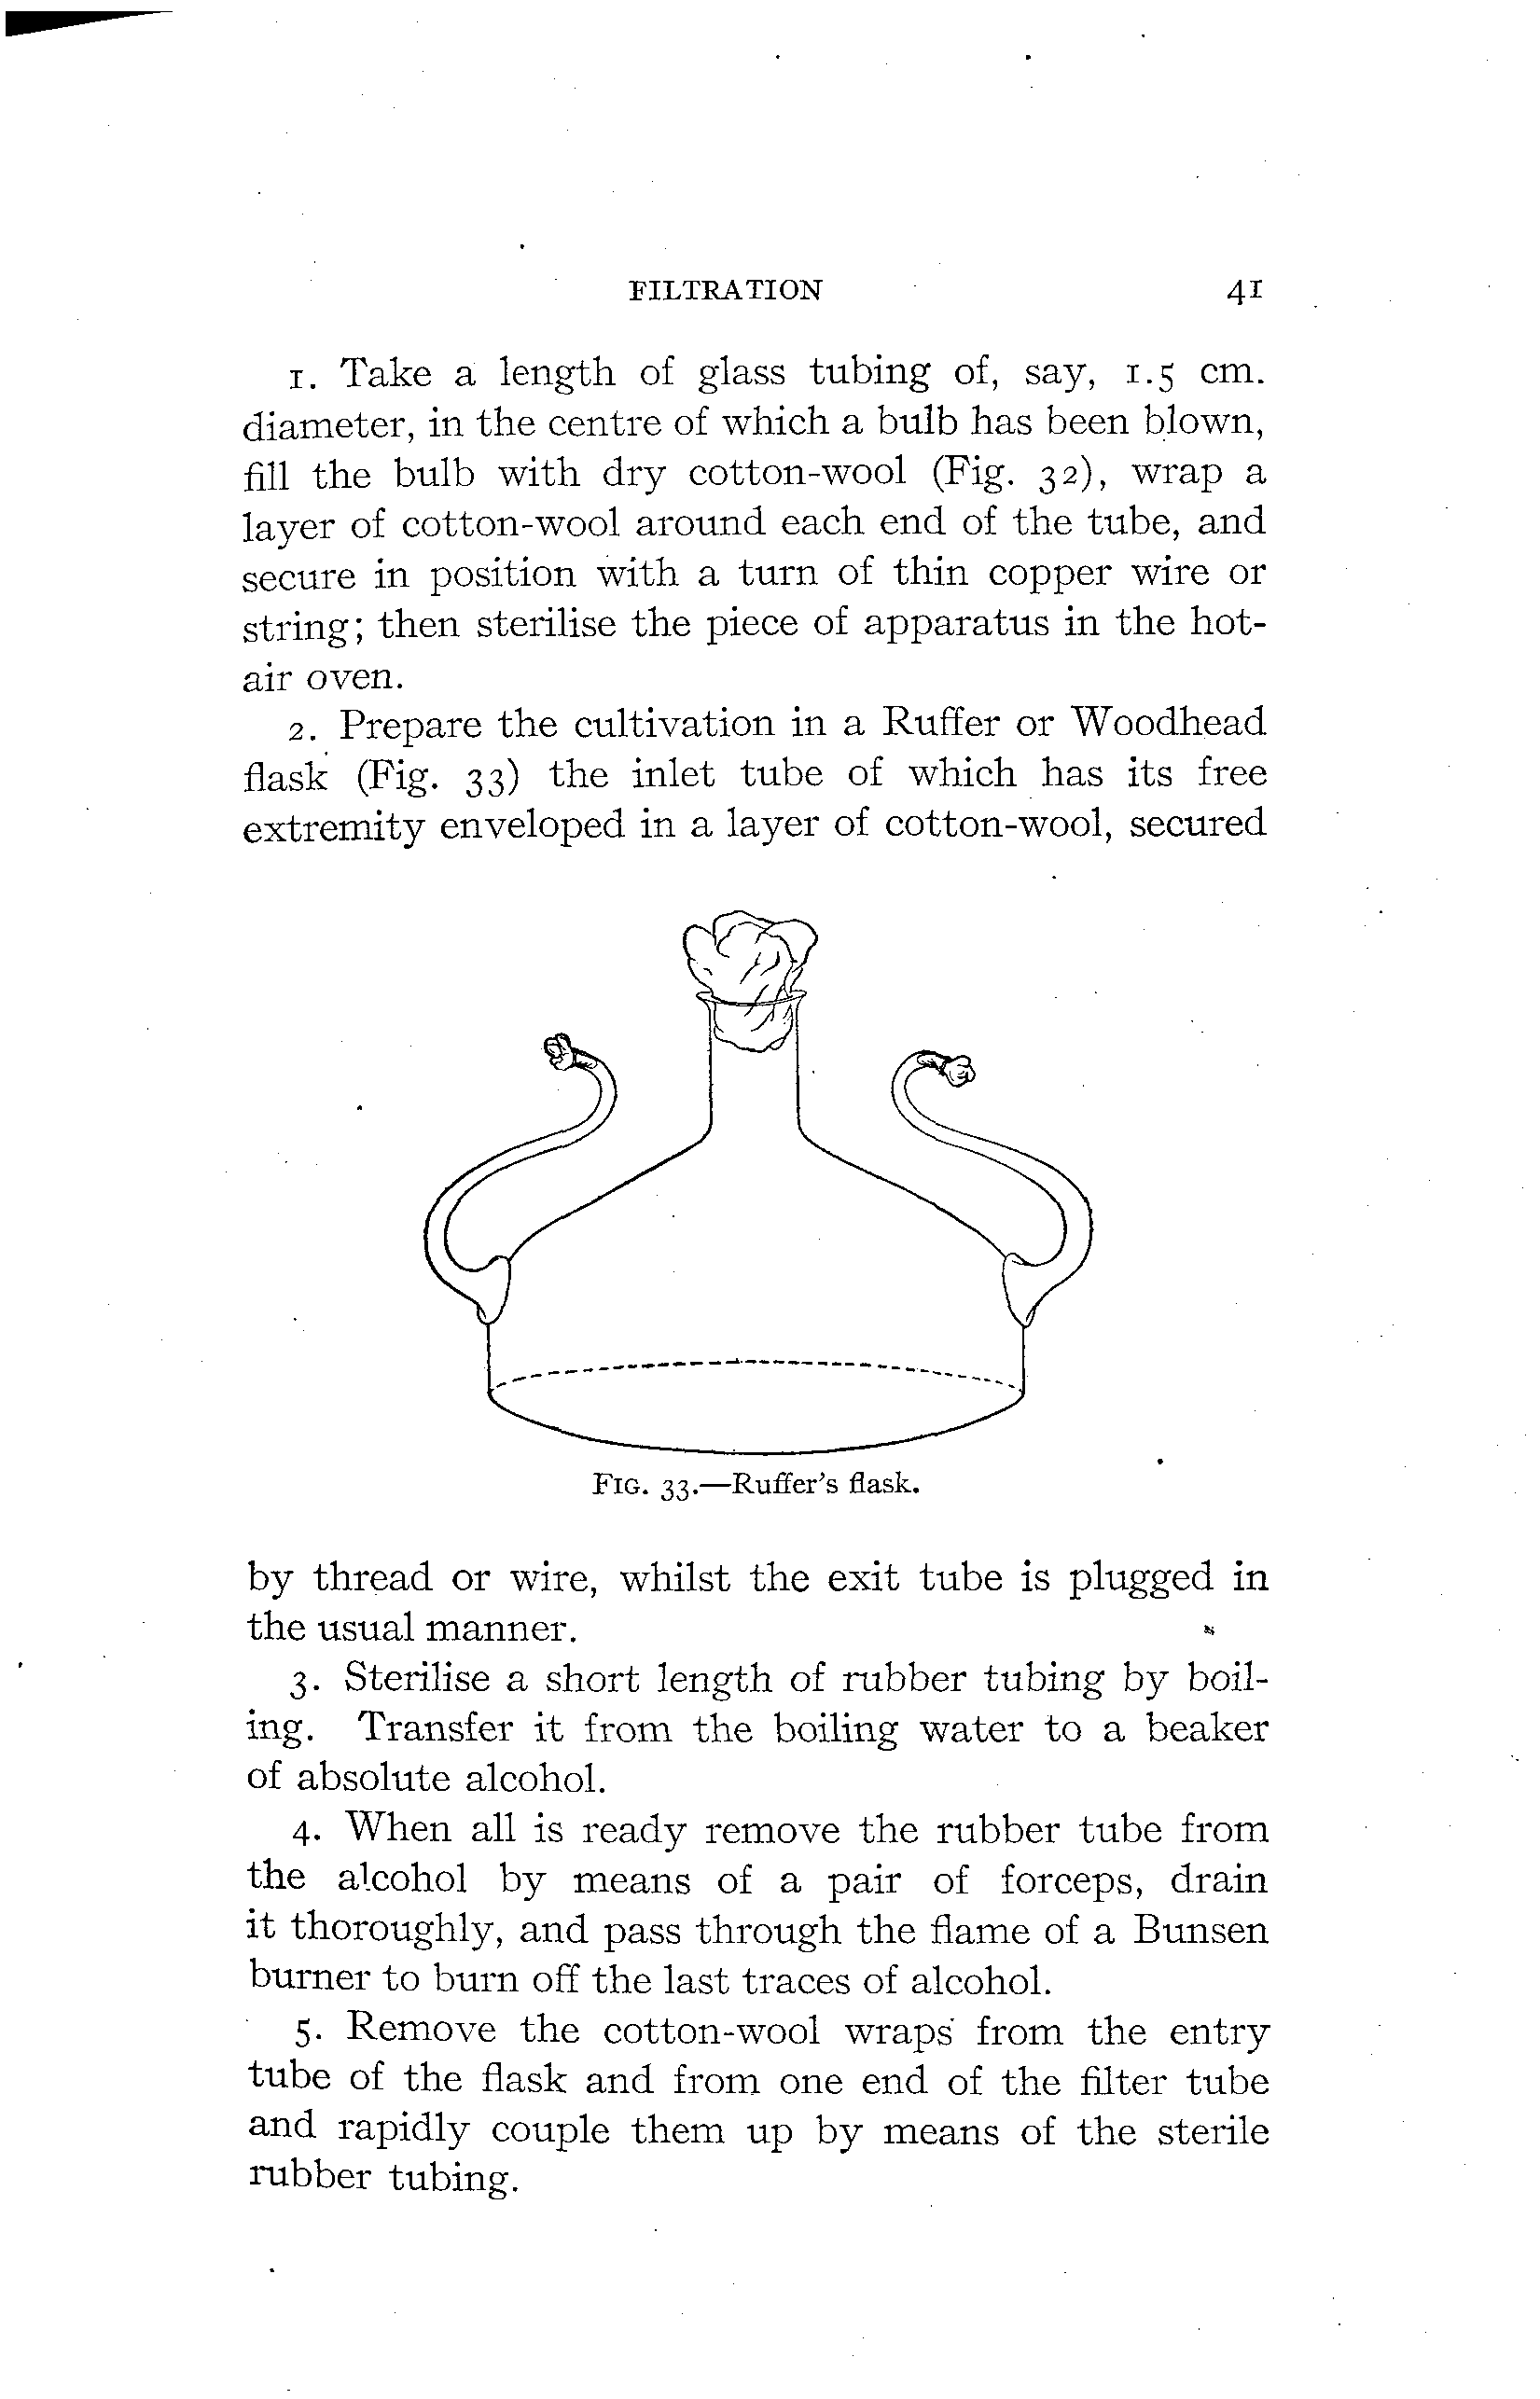 FILTRATION 41
1. Take a length of glass tubing of, say, 1.5 cm.
diameter, in the centre of which a bulb has been blown,
fill the bulb with dry cotton-wool (Fig. 32), wrap a
layer of cotton-wool around each end of the tube, and
secure in position with a turn of thin copper wire or
string; then sterilise the piece of apparatus in the hot-
air oven.
2. Prepare the cultivation in a Ruffer or Woodhead
flask (Fig. 33) the inlet tube of which has its free
extremity enveloped in a layer of cotton-wool, secured
FIG. 33.—Ruffer's flask.
by thread or wire, whilst the exit tube is plugged in
the usual manner.
3. Sterilise a short length of rubber tubing by boil-
ing. Transfer it from the boiling water to a beaker
of absolute alcohol.
4. When all is ready remove the rubber tube from
the alcohol by means of a pair of forceps, drain
it thoroughly, and pass through the flame of a Bunsen
burner to burn off the last traces of alcohol.
5. Remove the cotton-wool wraps from the entry
tube of the flask and from one end of the filter tube
and rapidly couple them up by means of the sterile
rubber tubing.